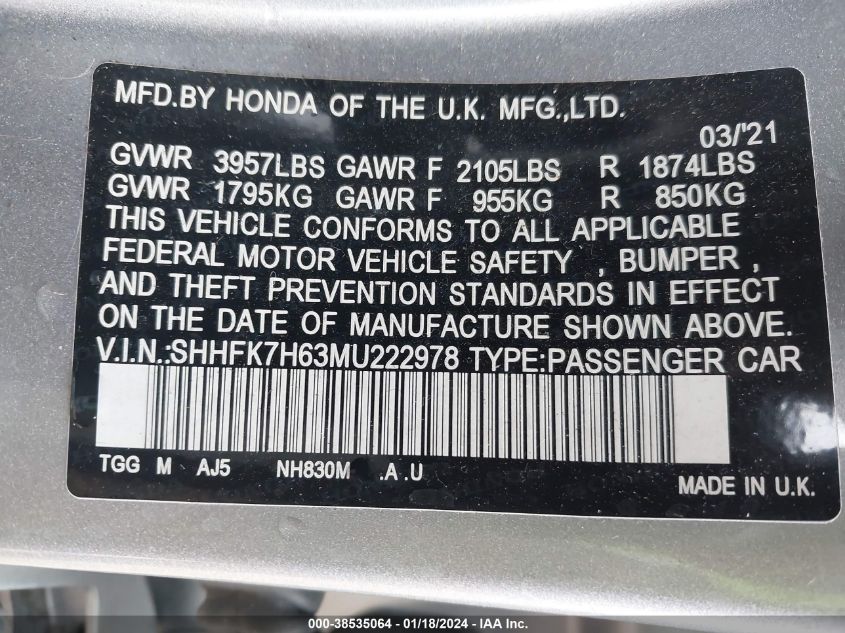 MFD.BY HONDA OF THE U.K. MFG.,LTD.
03/'21
GVWR 3957LBS GAWR F 2105LBS R 1874LBS
GVWR 1795KG GAWR F 955KG R 850KG
THIS VEHICLE CONFORMS TO ALL APPLICABLE
FEDERAL MOTOR VEHICLE SAFETY , BUMPER ,
AND THEFT PREVENTION STANDARDS IN EFFECT
ON THE DATE OF MANUFACTURE SHOWN ABOVE.
V.I.N.:SHHFK7H63MU222978 TYPE:PASSENGER CAR
TGG M AJ5 NH830M .A .U
MADE IN U.K.
000-38535064 / 01/18/2024 - IAA Inc.